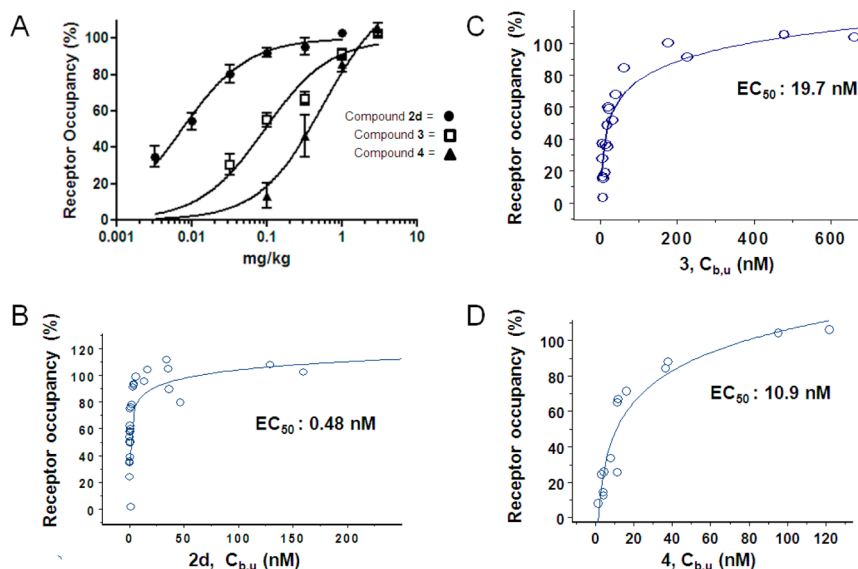 A
Receptor Occupancy (%)
100
80
60
40
20
0
0.001
0.01
0.1
1
10
mg/kg
Compound 2d =
Compound 3 =
Compound 4 =
C
Receptor occupancy (%)
100
80
60
40
20
0
0
200
400
600
3, Cb,u (nM)
EC50 : 19.7 nM
B
Receptor occupancy (%)
120
100
80
60
40
20
0
0
50
100
150
200
2d, Cb,u (nM)
EC50 : 0.48 nM
D
Receptor occupancy (%)
100
80
60
40
20
0
0
20
40
60
80
100
120
4, Cb,u (nM)
EC50 : 10.9 nM